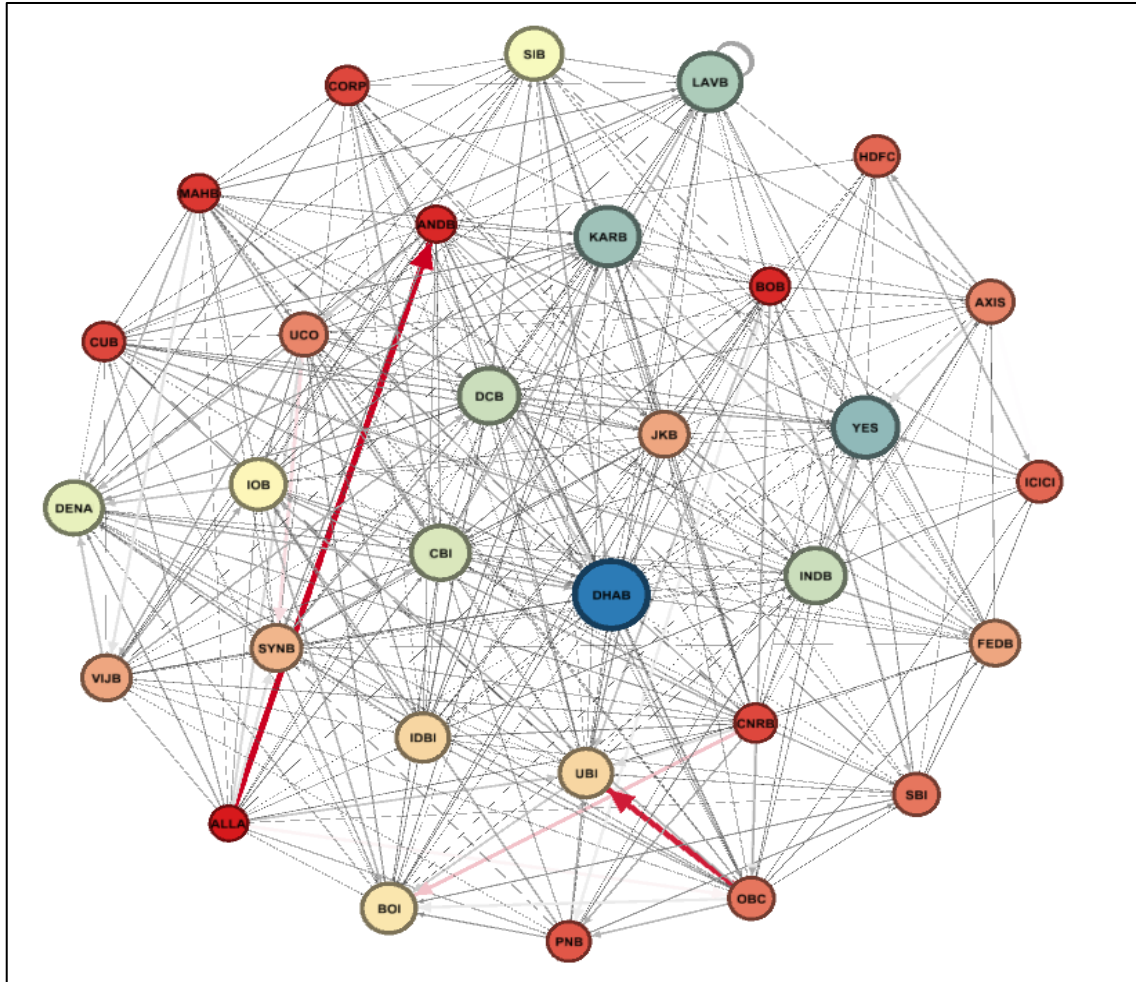 SIB
LAVB
CORP
HDFC
MAHB
ANDB
KARB
BOB
AXIS
CUB
UCO
DCB
JKB
YES
IOB
ICICI
DENA
CBI
INDB
DHAB
SYNB
FEDB
VIJB
CNRB
IDBI
UBI
SBI
ALLA
OBC
BOI
PNB